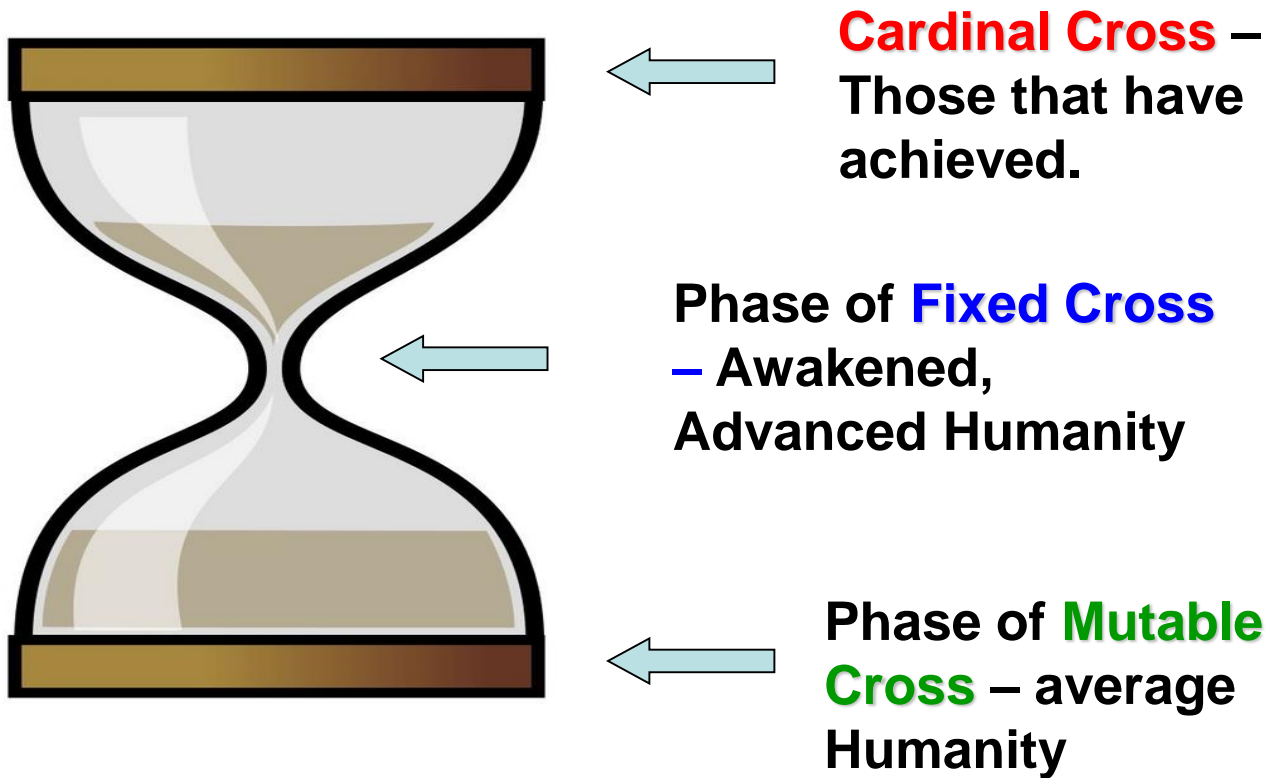 Cardinal Cross –
Those that have
achieved.
Phase of Fixed Cross
– Awakened,
Advanced Humanity
Phase of Mutable
Cross – average
Humanity